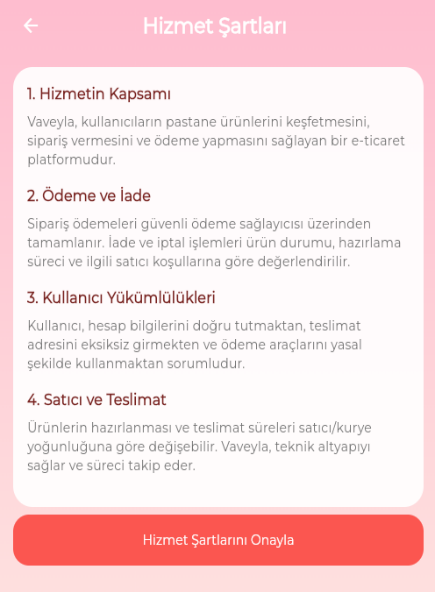 Hizmet Şartları
1. Hizmetin Kapsamı
Vaveyla, kullanıcıların pastane ürünlerini keşfetmesini,
sipariş vermesini ve ödeme yapmasını sağlayan bir e-ticaret
platformudur.
2. Ödeme ve İade
Sipariş ödemeleri güvenli ödeme sağlayıcısı üzerinden
tamamlanır. İade ve iptal işlemleri ürün durumu, hazırlama
süreci ve ilgili satıcı koşullarına göre değerlendirilir.
3. Kullanıcı Yükümlülükleri
Kullanıcı, hesap bilgilerini doğru tutmaktan, teslimat
adresini eksiksiz girmekten ve ödeme araçlarını yasal
şekilde kullanmaktan sorumludur.
4. Satıcı ve Teslimat
Ürünlerin hazırlanması ve teslimat süreleri satıcı/kurye
yoğunluğuna göre değişebilir. Vaveyla, teknik altyapıyı
sağlar ve süreci takip eder.
Hizmet Şartlarını Onayla